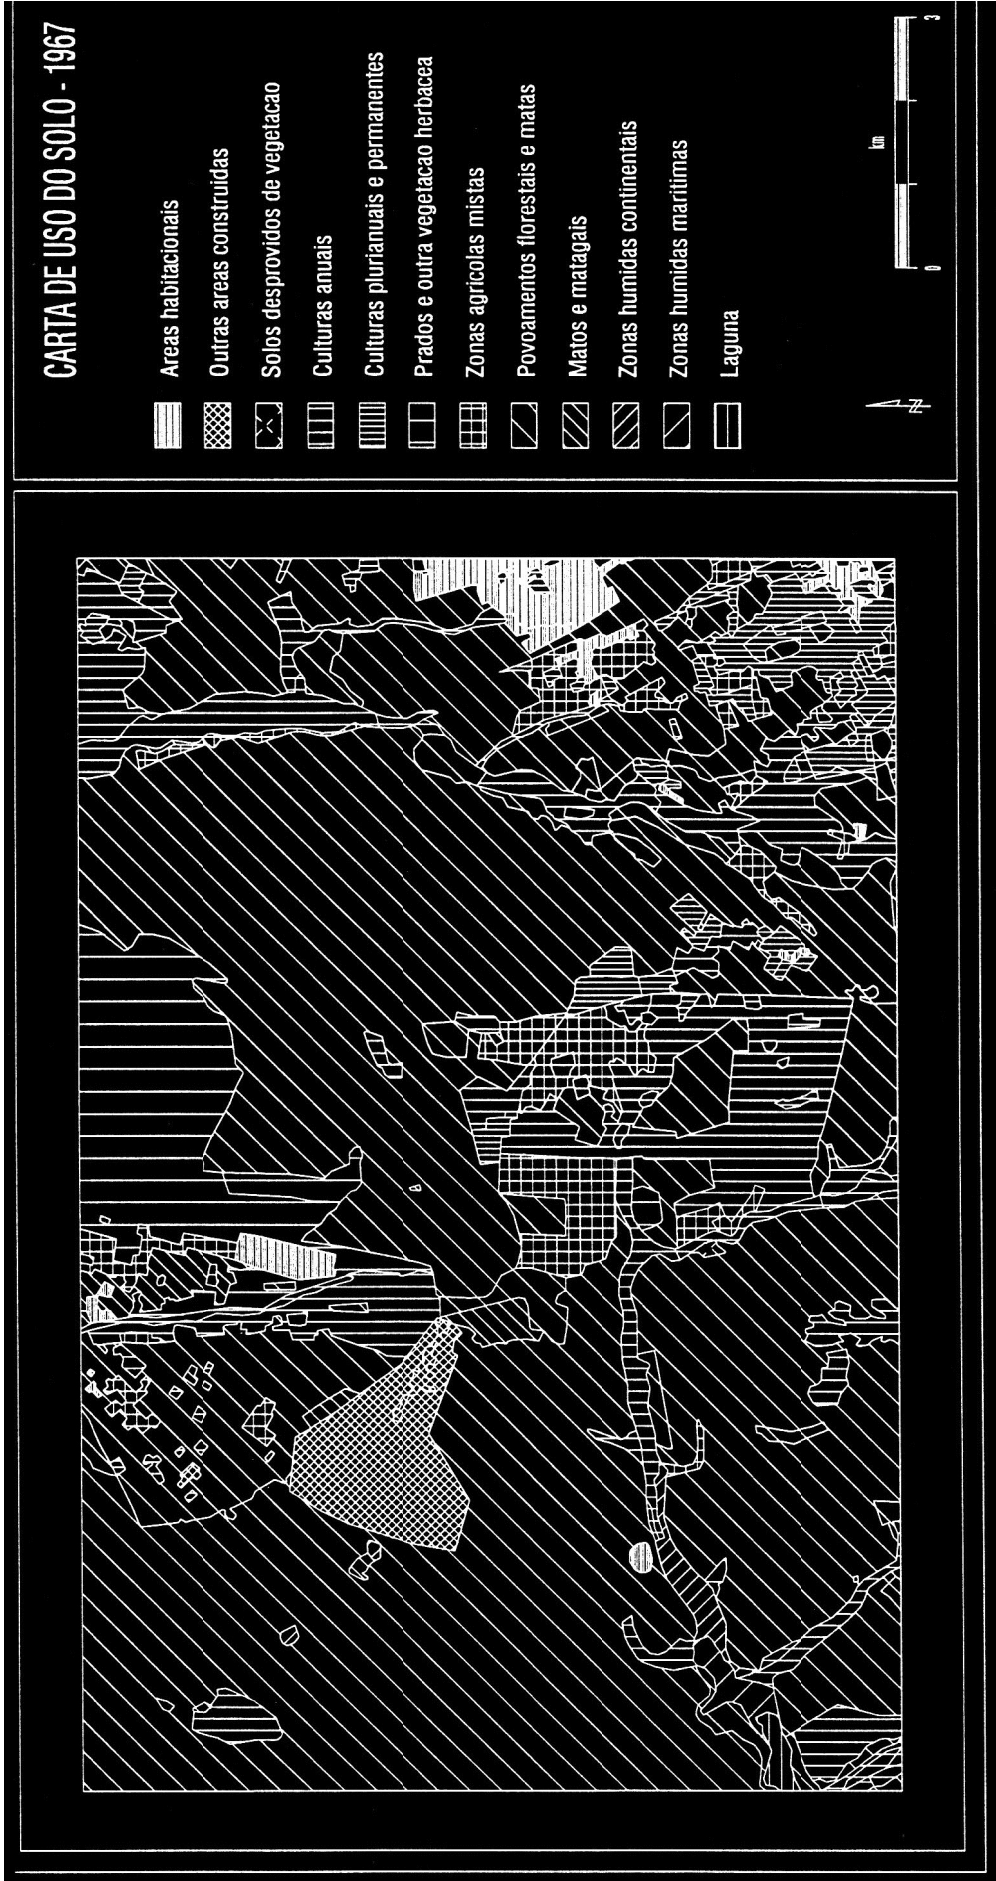 CARTA DE USO DO SOLO - 1967
Areas habitacionais
Outras areas construidas
Solos desprovidos de vegetacao
Culturas anuais
Culturas plurianuais e permanentes
Prados e outra vegetacao herbacea
Zonas agricolas mistas
Povoamentos florestais e matas
Matos e matagais
Zonas humidas continentais
Zonas humidas maritimas
Laguna
N
km
0 3